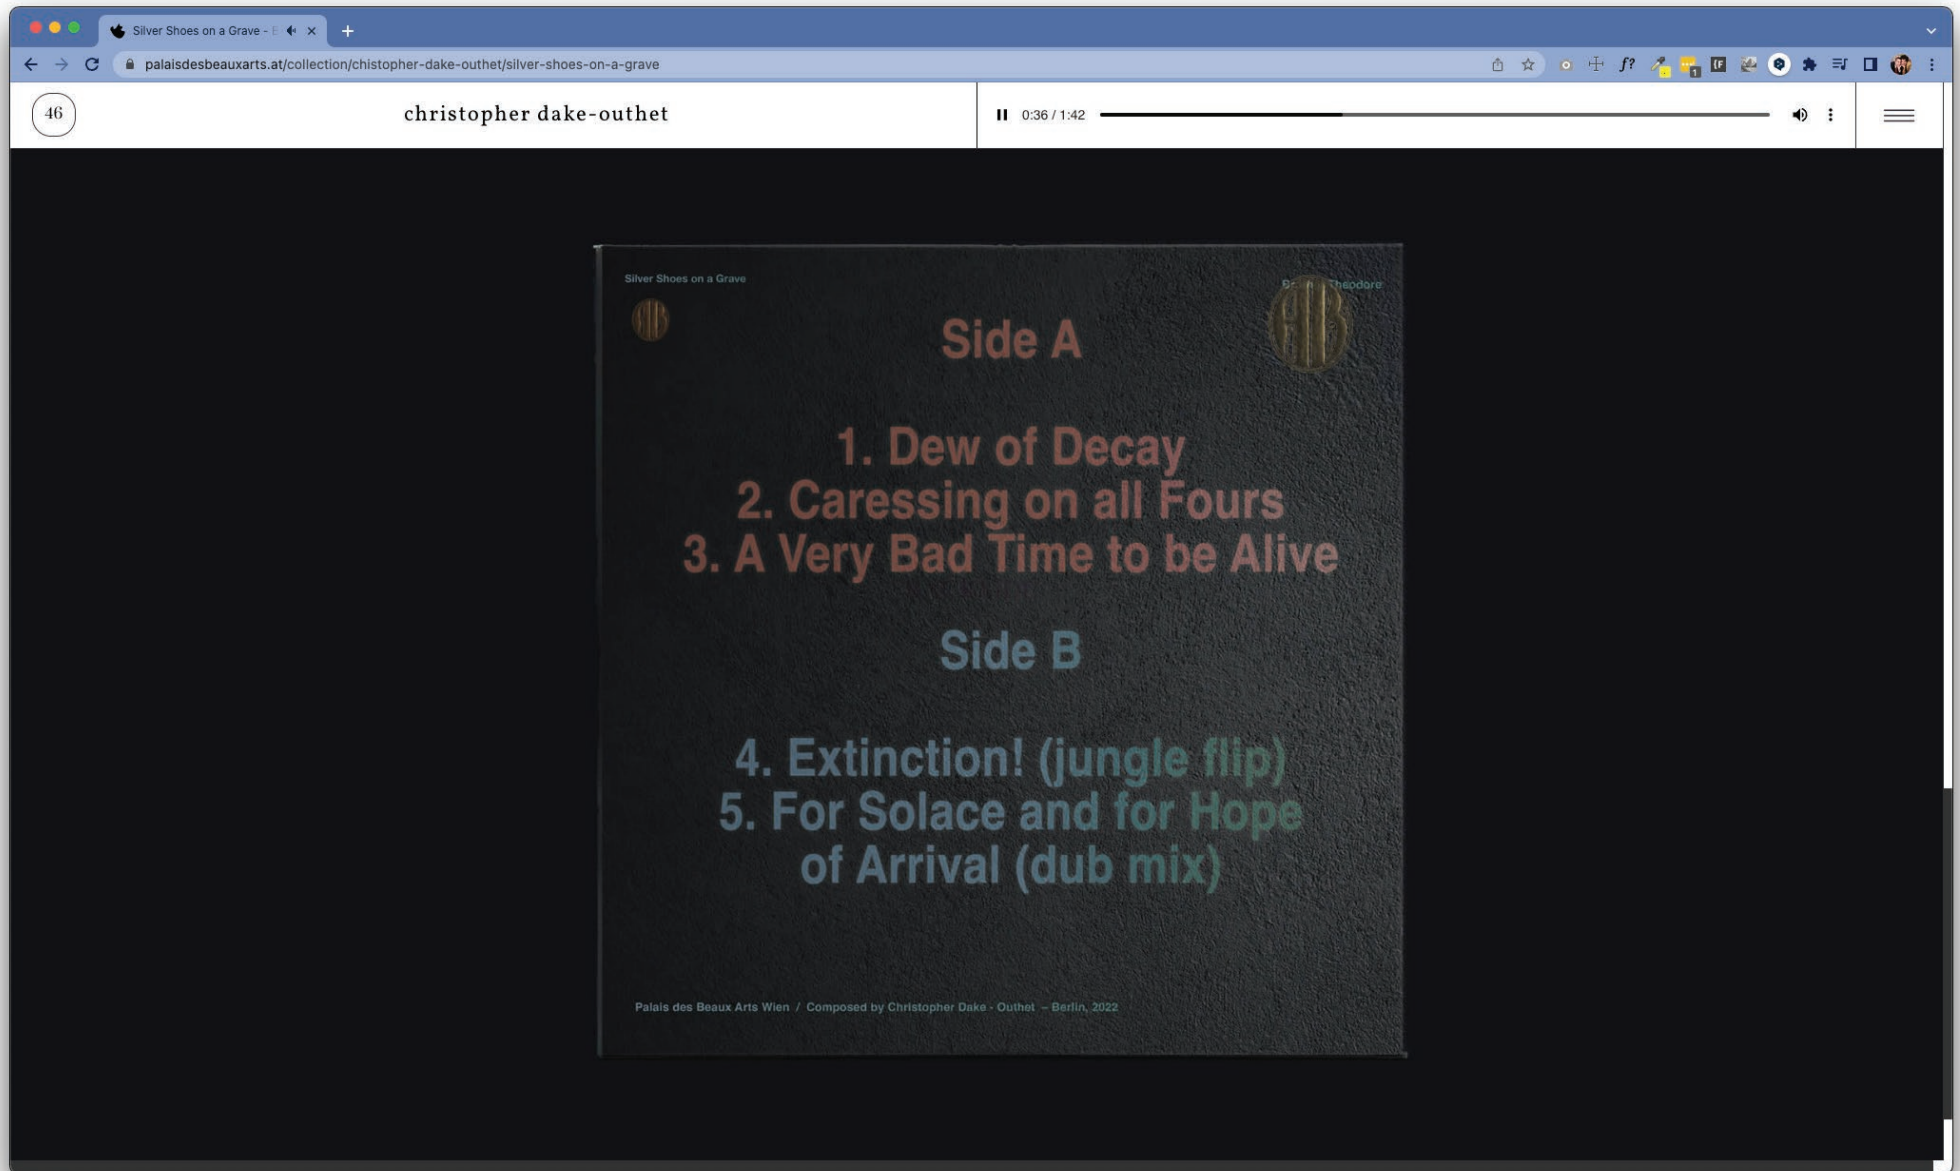 Silver Shoes on a Grave - E
palaisdesbeauxarts.at/collection/chistopher-dake-outhet/silver-shoes-on-a-grave
f?
1
46
christopher dake-outhet
0:36 / 1:42
Silver Shoes on a Grave
Theodore
Side A
1. Dew of Decay
2. Caressing on all Fours
3. A Very Bad Time to be Alive
Side B
4. Extinction! (jungle flip)
5. For Solace and for Hope
of Arrival (dub mix)
Palais des Beaux Arts Wien / Composed by Christopher Dake - Outhet – Berlin, 2022